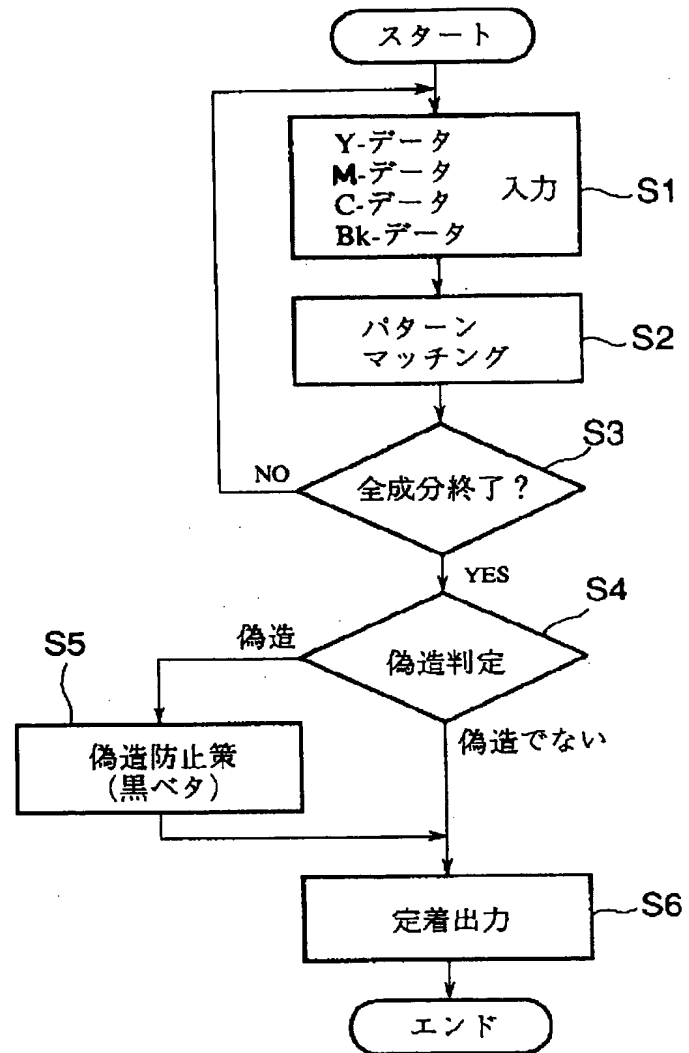 スタート
Y-データ
M-データ
C-データ
Bk-データ
入力
S1
パターン
マッチング
S2
S3
全成分終了？
NO
YES
S4
偽造判定
偽造
S5
偽造でない
偽造防止策
(黒ベタ)
定着出力
S6
エンド